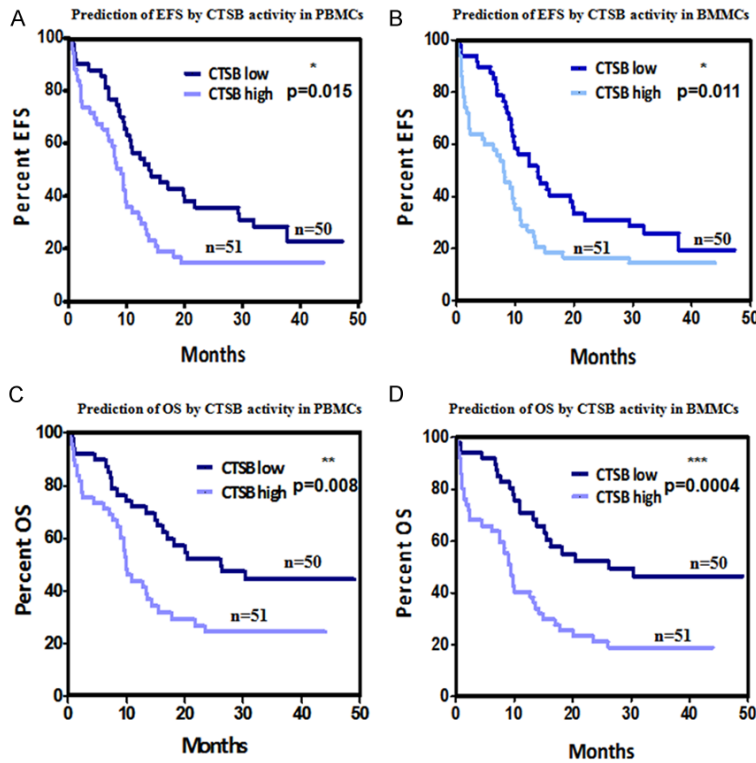 A
Prediction of EFS by CTSB activity in PBMCs
100
80
60
40
20
0
Percent EFS
CTSB low
CTSB high
*
p=0.015
n=50
n=51
0 10 20 30 40 50
Months
B
Prediction of EFS by CTSB activity in BMMCs
100
80
60
40
20
0
Percent EFS
CTSB low
CTSB high
*
p=0.011
n=50
n=51
0 10 20 30 40 50
Months
C
Prediction of OS by CTSB activity in PBMCs
100
80
60
40
20
0
Percent OS
CTSB low
CTSB high
**
p=0.008
n=50
n=51
0 10 20 30 40 50
Months
D
Prediction of OS by CTSB activity in BMMCs
100
80
60
40
20
0
Percent OS
CTSB low
CTSB high
***
p=0.0004
n=50
n=51
0 10 20 30 40 50
Months